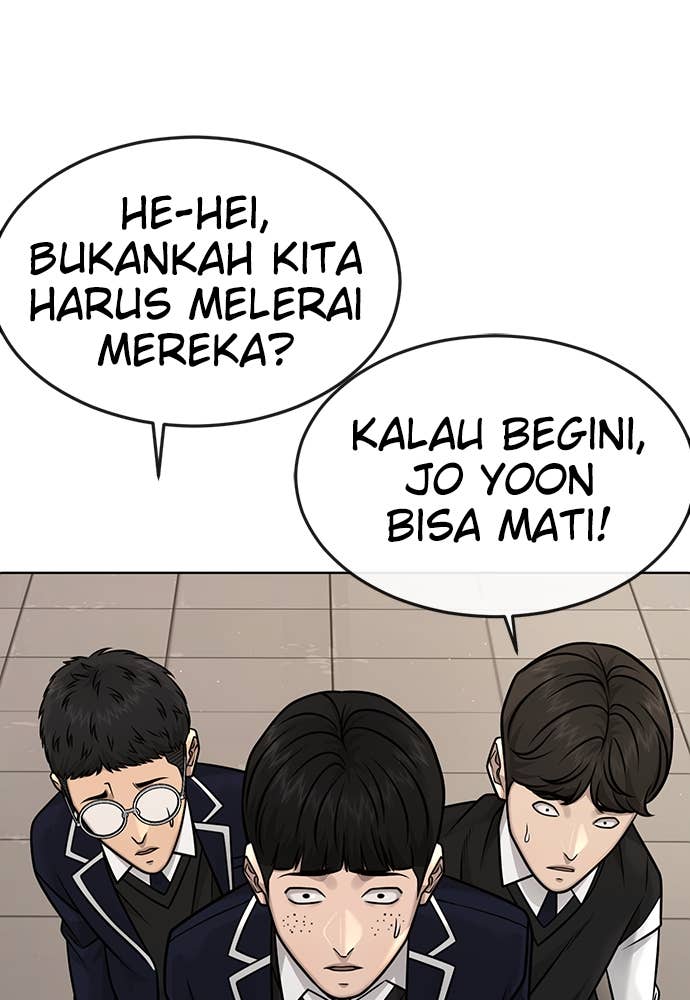 HE-HEI,
BUKANKAH KITA
HARUS MELERAI
MEREKA?
KALAU BEGINI,
JO YOON
BISA MATI!